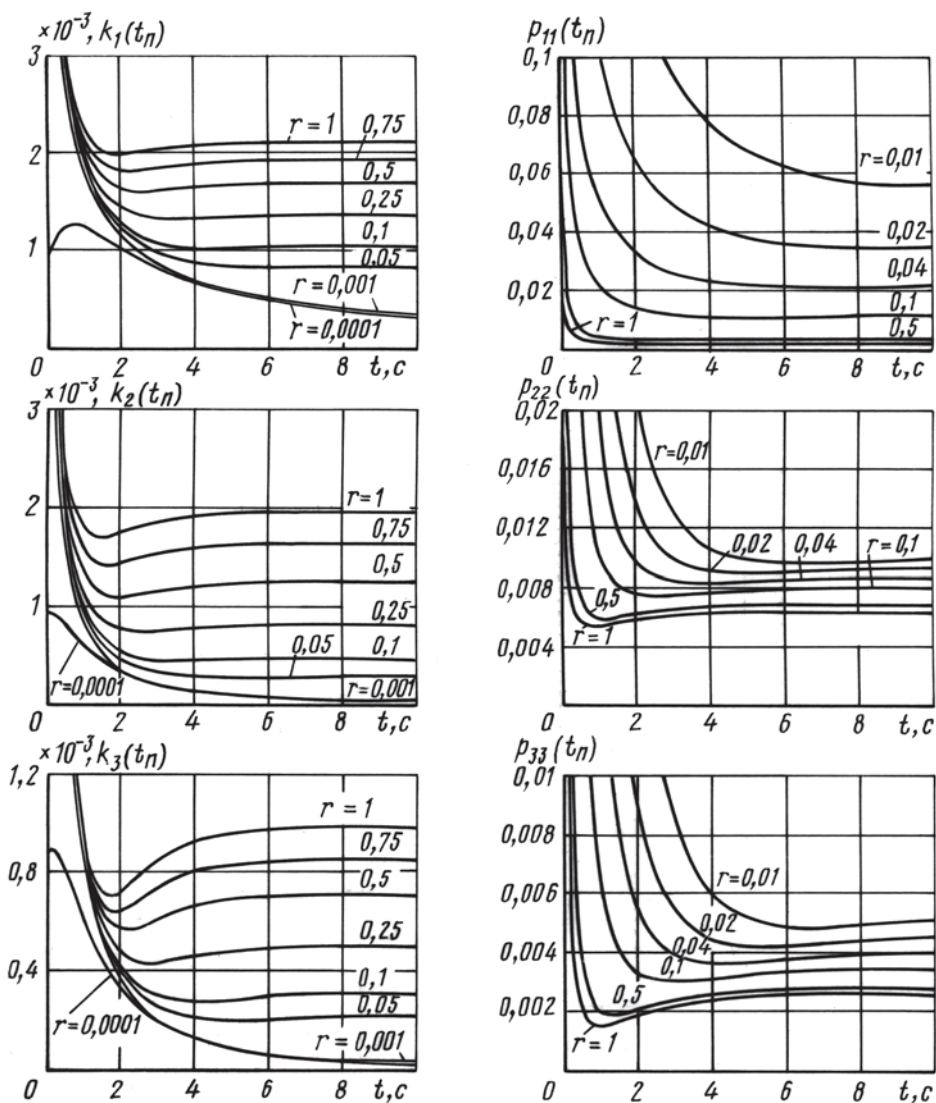 ×10⁻³, k₁(tₙ)
3
2
1
r = 1
0,75
0,5
0,25
0,1
0,05
r = 0,001
r = 0,0001
0 2 4 6 8 t, c
p₁₁(tₙ)
0,1
0,08
0,06
0,04
0,02
r = 0,01
0,02
0,04
0,1
0,5
r = 1
0 2 4 6 8 t, c
×10⁻³, k₂(tₙ)
3
2
1
r = 1
0,75
0,5
0,25
0,1
0,05
r = 0,001
r = 0,0001
0 2 4 6 8 t, c
p₂₂(tₙ)
0,02
0,016
0,012
0,008
0,004
r = 0,01
0,02
0,04
r = 0,1
0,5
r = 1
0 2 4 6 8 t, c
×10⁻³, k₃(tₙ)
1,2
0,8
0,4
r = 1
0,75
0,5
0,25
0,1
0,05
r = 0,001
r = 0,0001
0 2 4 6 8 t, c
p₃₃(tₙ)
0,01
0,008
0,006
0,004
0,002
r = 0,01
0,02
0,04
0,1
0,5
r = 1
0 2 4 6 8 t, c